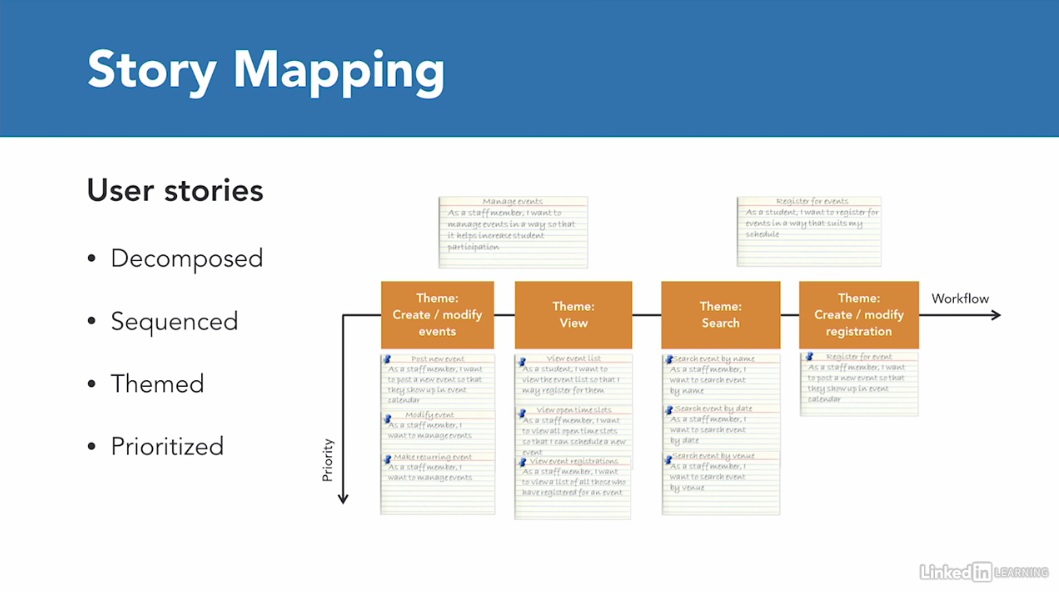 Story Mapping
User stories
• Decomposed
• Sequenced
• Themed
• Prioritized
Manage events
As a staff member, I want to
manage events in a way so that
it helps increase student
participation
Register for events
As a student, I want to register for
events in a way that suits my
schedule
Theme:
Create / modify
events
Theme:
View
Theme:
Search
Theme:
Create / modify
registration
Workflow
Priority
Post new event
As a staff member, I want
to post a new event so that
they show up in event
calendar
Modify event
As a staff member, I
want to manage events
Make recurring event
As a staff member, I
want to manage events
View event list
As a student, I want to
view the event list so that I
may register for them
View open time slots
As a staff member, I want
to view all open time slots
so that I can schedule a new
event
View event registrations
As a staff member, I want
to view a list of all those who
have registered for an event
Search event by name
As a staff member, I
want to search event
by name
Search event by date
As a staff member, I
want to search event
by date
Search event by venue
As a staff member, I
want to search event
by venue
Register for event
As a staff member, I want
to post a new event so that
they show up in event
calendar
LinkedIn LEARNING